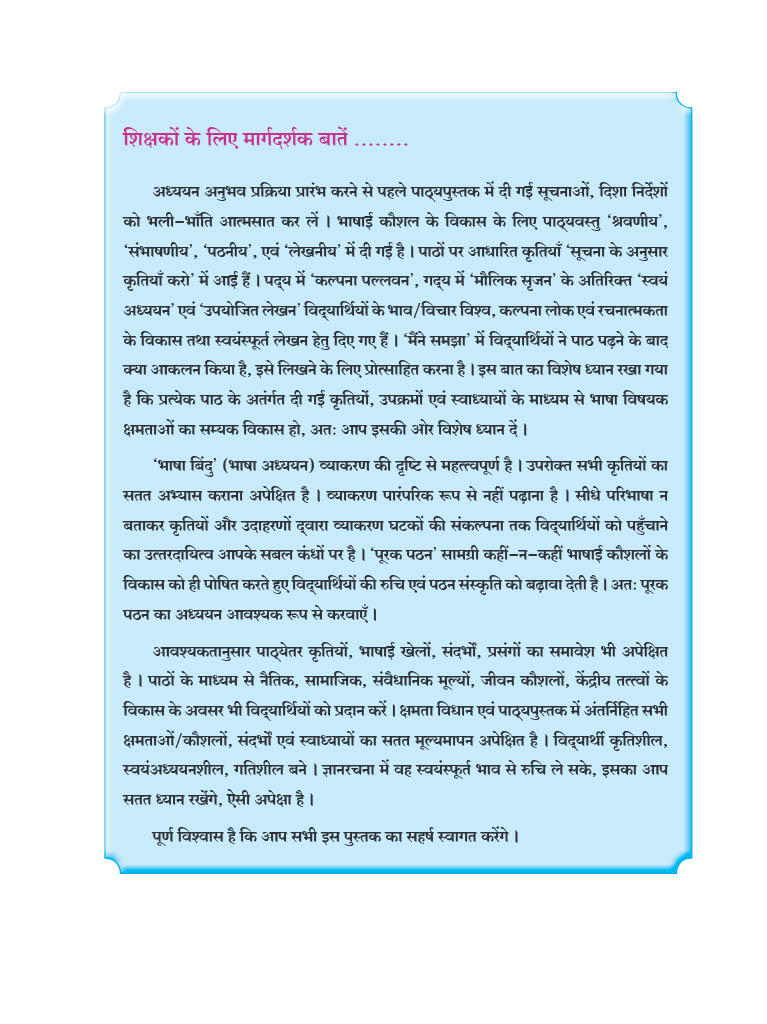 शिक्षकों के लिए मार्गदर्शक बातें ........
अध्ययन अनुभव प्रक्रिया प्रारंभ करने से पहले पाठ्यपुस्तक में दी गई सूचनाओं, दिशा निर्देशों
को भली–भाँति आत्मसात कर लें । भाषाई कौशल के विकास के लिए पाठ्यवस्तु ‘श्रवणीय’,
‘संभाषणीय’, ‘पठनीय’, एवं ‘लेखनीय’ में दी गई है । पाठों पर आधारित कृतियाँ ‘सूचना के अनुसार
कृतियाँ करो’ में आई हैं । पद्य में ‘कल्पना पल्लवन’, गद्य में ‘मौलिक सृजन’ के अतिरिक्त ‘स्वयं
अध्ययन’ एवं ‘उपयोजित लेखन’ विद्यार्थियों के भाव/विचार विश्व, कल्पना लोक एवं रचनात्मकता
के विकास तथा स्वयंस्फूर्त लेखन हेतु दिए गए हैं । ‘मैंने समझा’ में विद्यार्थियों ने पाठ पढ़ने के बाद
क्या आकलन किया है, इसे लिखने के लिए प्रोत्साहित करना है । इस बात का विशेष ध्यान रखा गया
है कि प्रत्येक पाठ के अतंर्गत दी गई कृतियों, उपक्रमों एवं स्वाध्यायों के माध्यम से भाषा विषयक
क्षमताओं का सम्यक विकास हो, अतः आप इसकी ओर विशेष ध्यान दें ।
‘भाषा बिंदु’ (भाषा अध्ययन) व्याकरण की दृष्टि से महत्त्वपूर्ण है । उपरोक्त सभी कृतियों का
सतत अभ्यास कराना अपेक्षित है । व्याकरण पारंपरिक रूप से नहीं पढ़ाना है । सीधे परिभाषा न
बताकर कृतियों और उदाहरणों द्वारा व्याकरण घटकों की संकल्पना तक विद्यार्थियों को पहुँचाने
का उत्तरदायित्व आपके सबल कंधों पर है । ‘पूरक पठन’ सामग्री कहीं–न–कहीं भाषाई कौशलों के
विकास को ही पोषित करते हुए विद्यार्थियों की रुचि एवं पठन संस्कृति को बढ़ावा देती है । अतः पूरक
पठन का अध्ययन आवश्यक रूप से करवाएँ ।
आवश्यकतानुसार पाठ्येतर कृतियों, भाषाई खेलों, संदर्भों, प्रसंगों का समावेश भी अपेक्षित
है । पाठों के माध्यम से नैतिक, सामाजिक, संवैधानिक मूल्यों, जीवन कौशलों, केंद्रीय तत्त्वों के
विकास के अवसर भी विद्यार्थियों को प्रदान करें । क्षमता विधान एवं पाठ्यपुस्तक में अंतर्निहित सभी
क्षमताओं/कौशलों, संदर्भों एवं स्वाध्यायों का सतत मूल्यमापन अपेक्षित है । विद्यार्थी कृतिशील,
स्वयंअध्ययनशील, गतिशील बने । ज्ञानरचना में वह स्वयंस्फूर्त भाव से रुचि ले सके, इसका आप
सतत ध्यान रखेंगे, ऐसी अपेक्षा है ।
पूर्ण विश्वास है कि आप सभी इस पुस्तक का सहर्ष स्वागत करेंगे ।